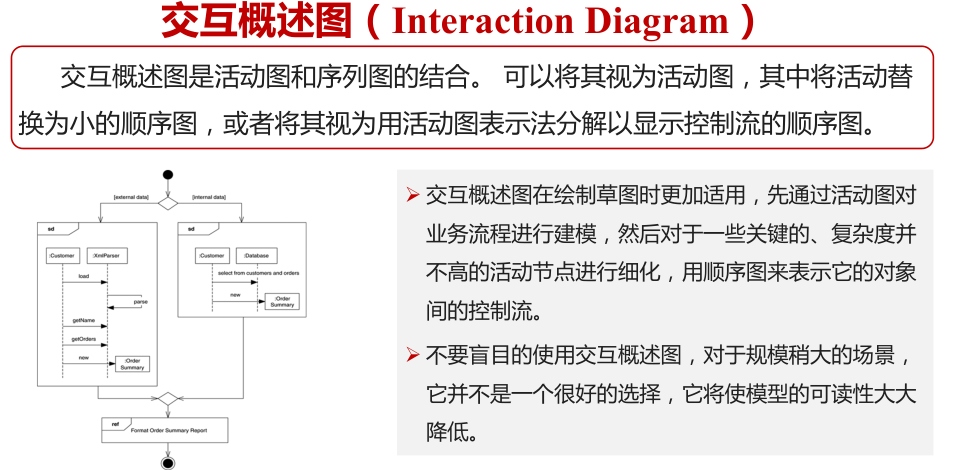 交互概述图（Interaction Diagram）
交互概述图是活动图和序列图的结合。 可以将其视为活动图，其中将活动替
换为小的顺序图，或者将其视为用活动图表示法分解以显示控制流的顺序图。
[external data]
[internal data]
sd
:Customer
:XmlParser
load
parse
getName
getOrders
new
:Order
Summary
sd
:Customer
:Database
select from customers and orders
new
:Order
Summary
ref
Format Order Summary Report
交互概述图在绘制草图时更加适用，先通过活动图对
业务流程进行建模，然后对于一些关键的、复杂度并
不高的活动节点进行细化，用顺序图来表示它的对象
间的控制流。
不要盲目的使用交互概述图，对于规模稍大的场景，
它并不是一个很好的选择，它将使模型的可读性大大
降低。